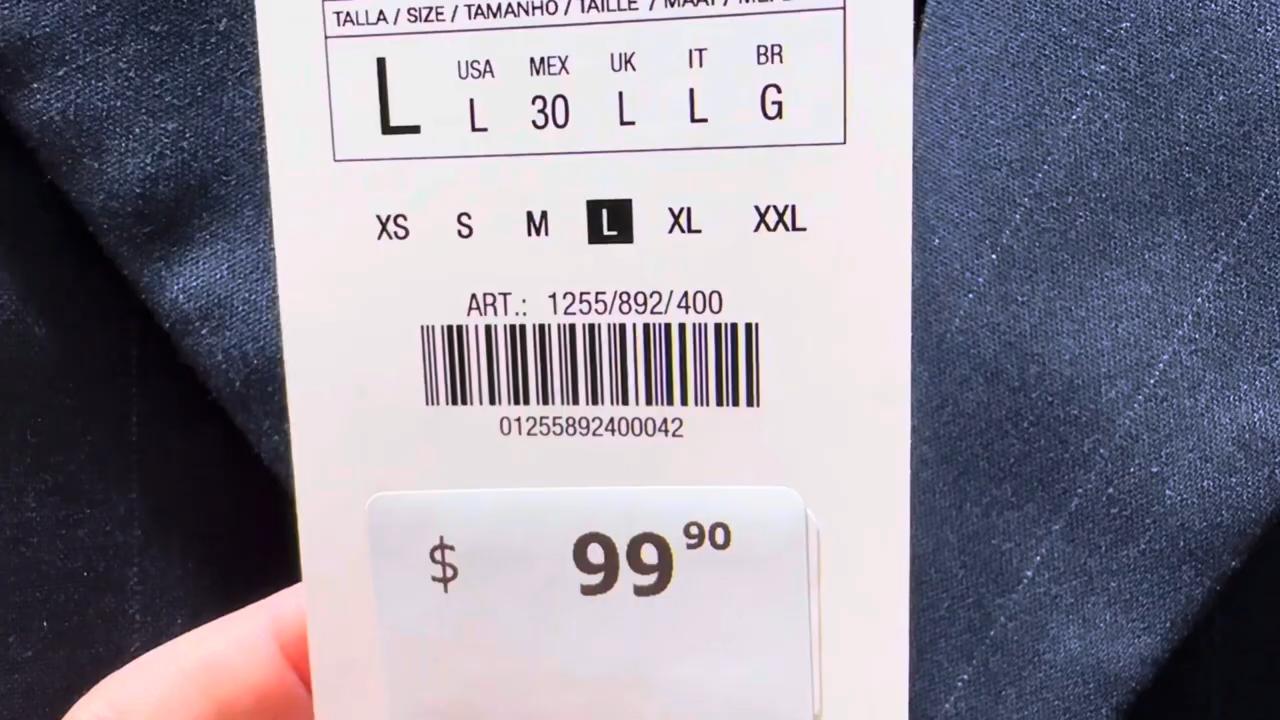 TALLA / SIZE / TAMANHO / TAILLE / MAAT /
USA MEX UK IT BR
L L 30 L L G
XS S M L XL XXL
ART.: 1255/892/400
01255892400042
$ 99 90